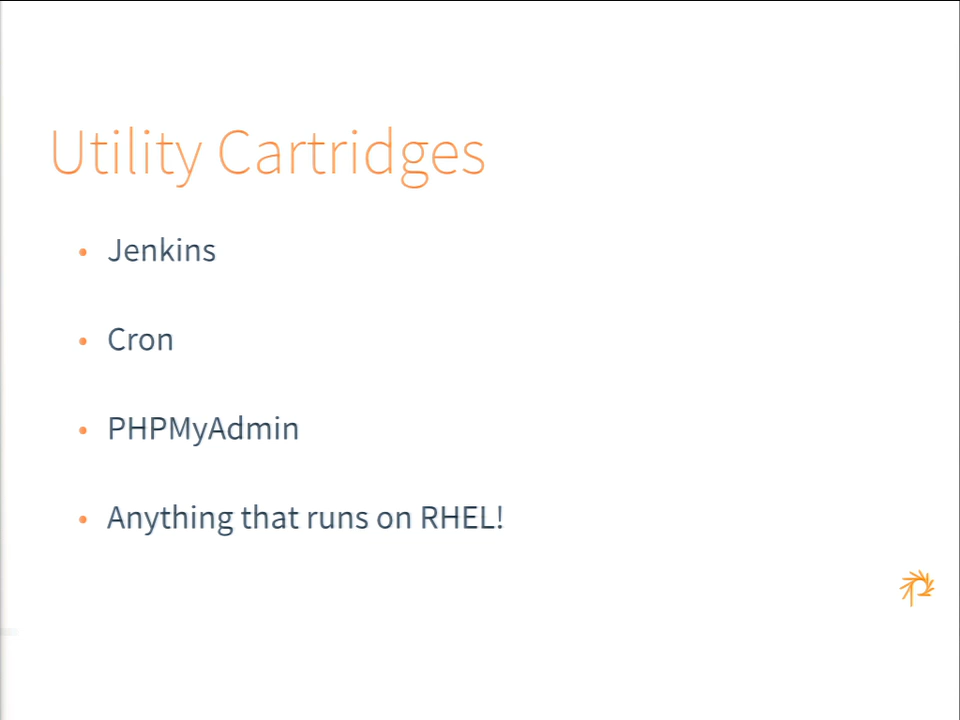 Utility Cartridges
• Jenkins
• Cron
• PHPMyAdmin
• Anything that runs on RHEL!